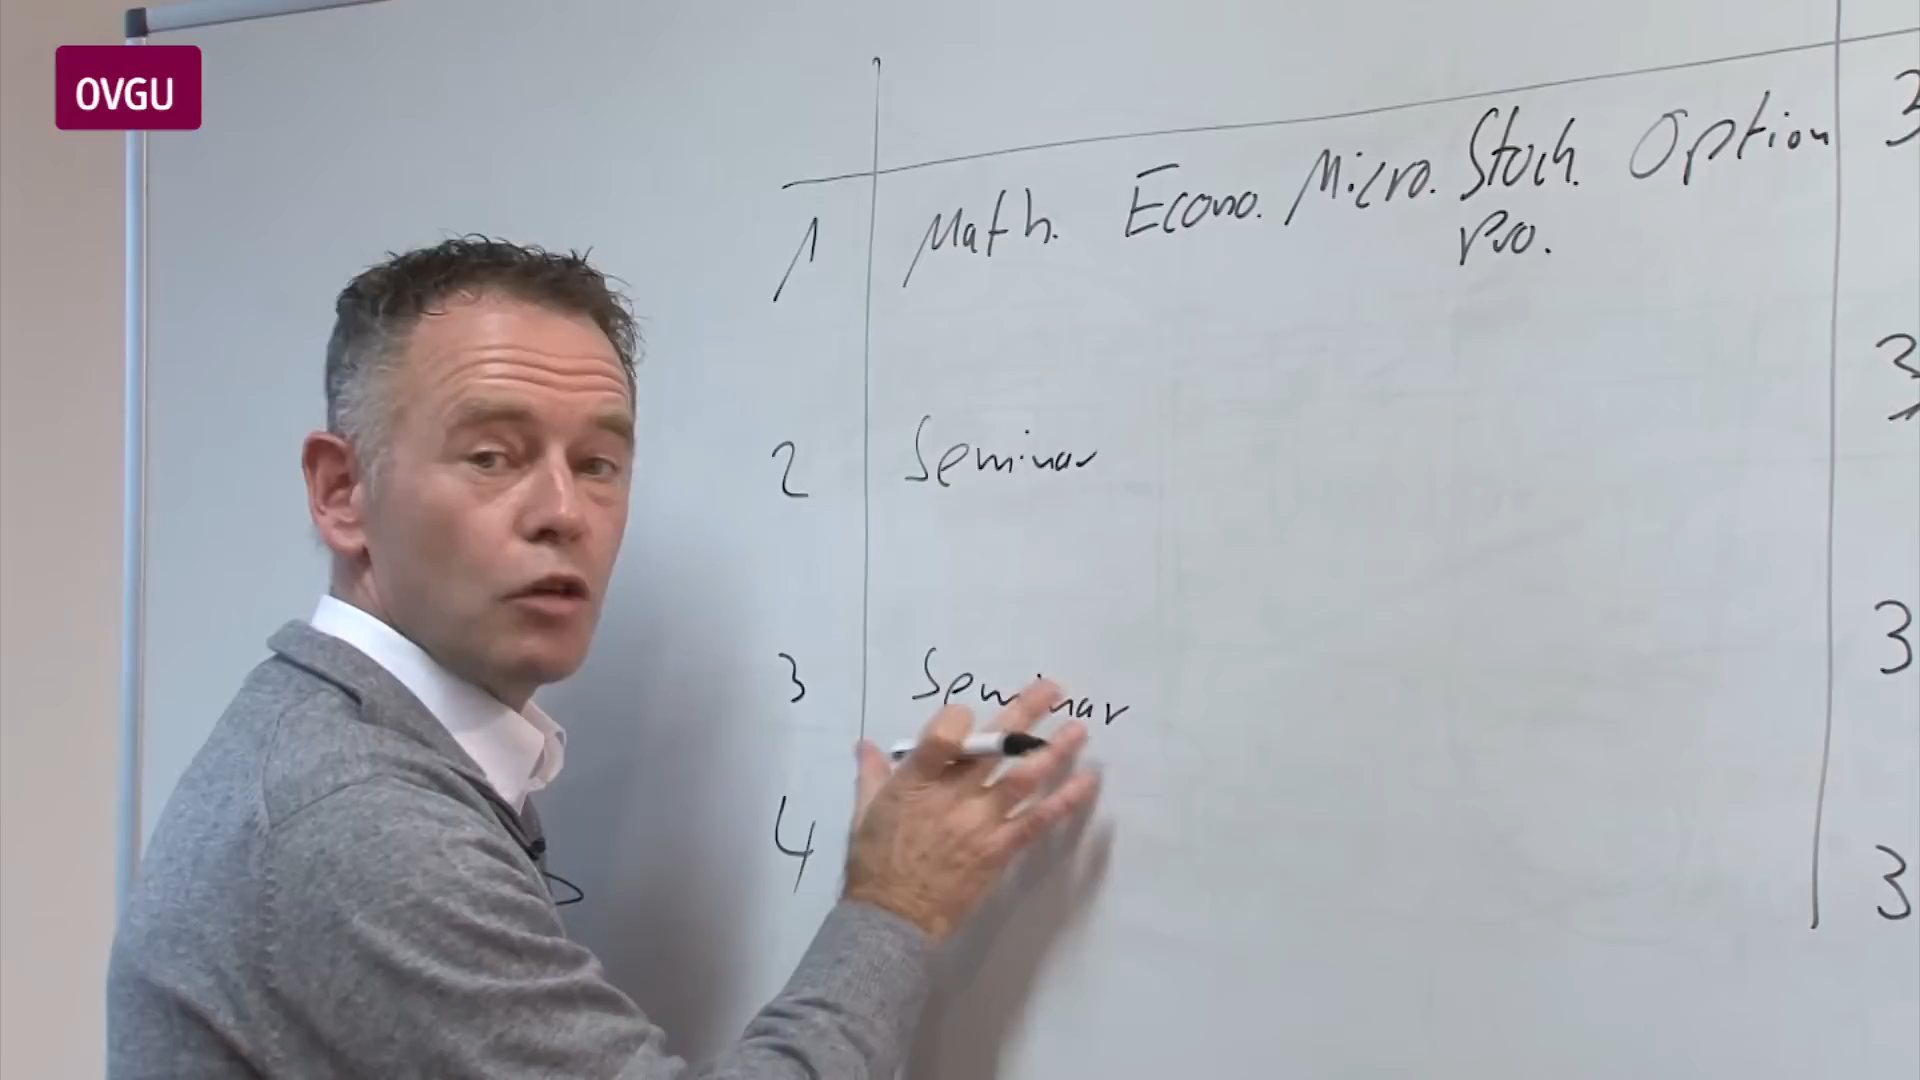 OVGU
1 Math. Econo. Micro. Stoch. Option 3
Pro.
2 Seminar 3
3 Seminar 3
4 3